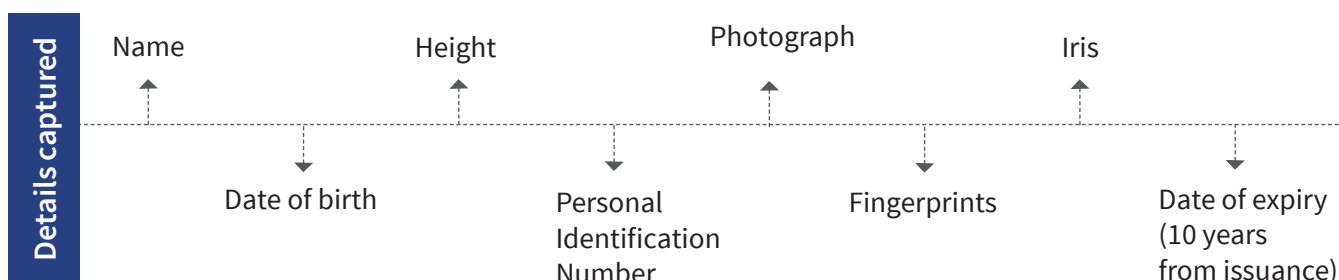 Details captured
Name
Height
Photograph
Iris
Date of birth
Personal
Identification
Number
Fingerprints
Date of expiry
(10 years
from issuance)